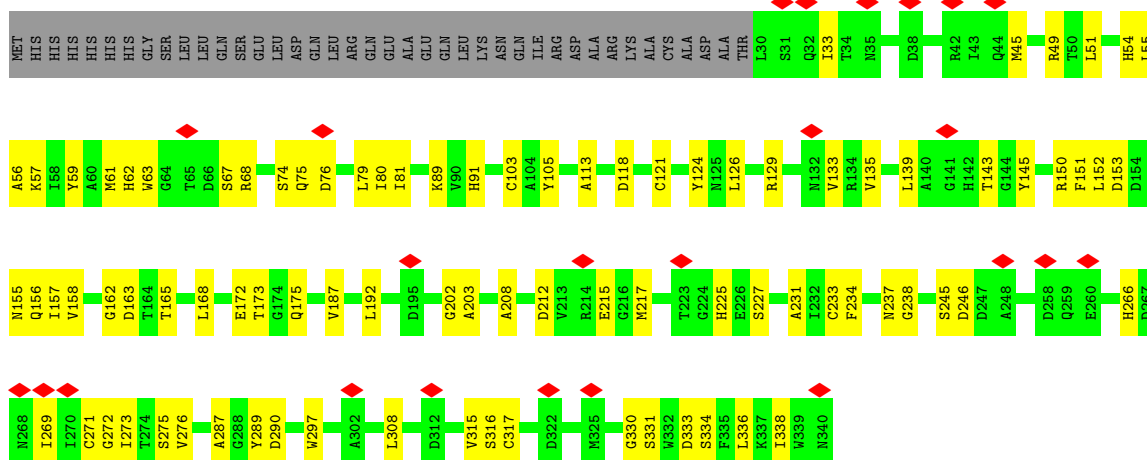 MET HIS HIS HIS HIS HIS HIS GLY SER LEU LEU GLN SER GLU LEU ASP GLN LEU ARG GLN GLU ALA GLU GLN LEU LYS ASN GLN ILE ARG ASP ALA ARG LYS ALA CYS ALA ASP ALA THR L30 S31 Q32 I33 T34 N35 D38 R42 I43 Q44 M45 R49 T50 L51 H54 L55
A56 K57 I58 Y59 A60 M61 H62 W63 G64 T65 D66 S67 R68 S74 Q75 D76 L79 I80 I81 K89 V90 H91 C103 A104 Y105 A113 D118 C121 Y124 N125 L126 R129 N132 V133 R134 V135 L139 A140 G141 H142 T143 G144 Y145 R150 F151 L152 D153 D154
N155 Q156 I157 V158 G162 D163 T164 T165 L168 E172 T173 G174 Q175 V187 L192 D195 G202 A203 A208 D212 V213 R214 E215 G216 M217 T223 G224 H225 E226 S227 A231 I232 C233 F234 N237 G238 S245 D246 D247 A248 D258 Q259 E260 H266 D267
N268 I269 I270 C271 G272 I273 T274 S275 V276 A287 G288 Y289 D290 W297 A302 L308 D312 V315 S316 C317 D322 M325 G330 S331 W332 D333 S334 F335 L336 K337 I338 W339 N340